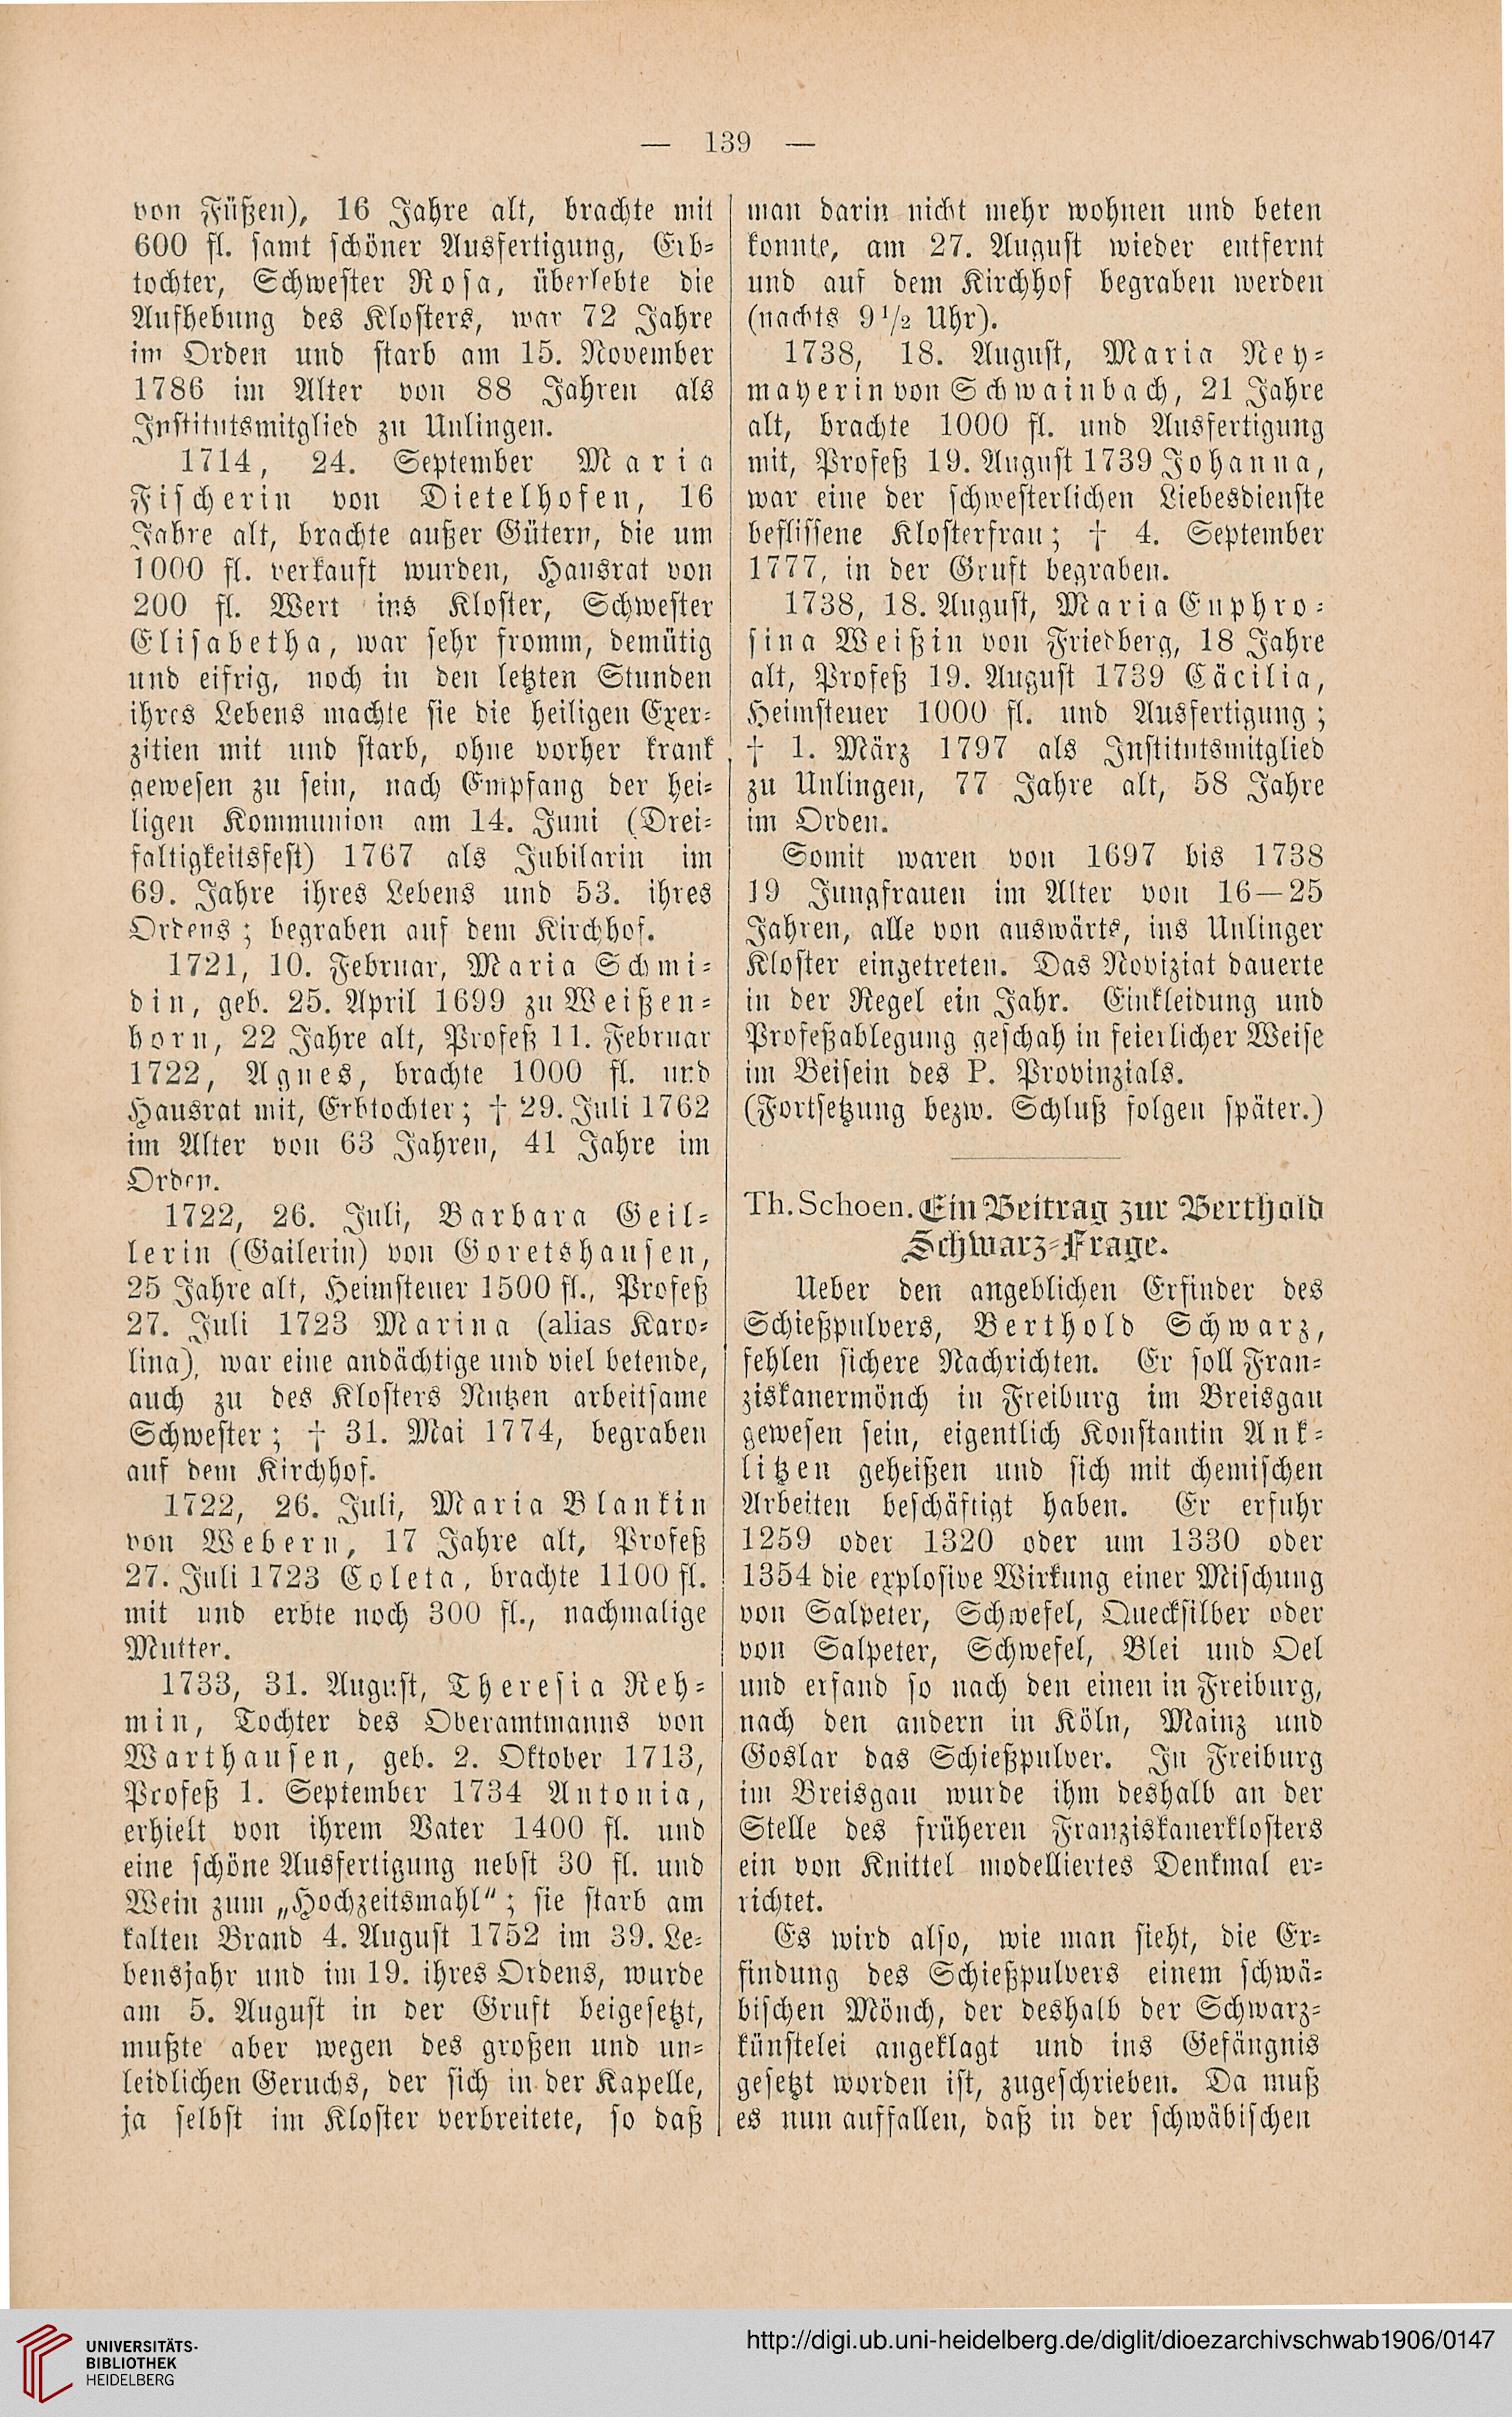 — 139 —
von Füßen), 16 Jahre alt, brachte mit
600 fl. samt schöner Ausfertigung, Erb-
tochter, Schwester Rosa, überlebte die
Aufhebung des Klosters, war 72 Jahre
im Orden und starb am 15. November
1786 im Alter von 88 Jahren als
Institutsmitglied zu Unlingen.
1714, 24. September Maria
Fischerin von Dietelhofen, 16
Jahre alt, brachte außer Gütern, die um
1000 fl. verkauft wurden, Hausrat von
200 fl. Wert ins Kloster, Schwester
Elisabetha, war sehr fromm, demütig
und eifrig, noch in den letzten Stunden
ihres Lebens machte sie die heiligen Exer-
zitien mit und starb, ohne vorher krank
gewesen zu sein, nach Empfang der hei-
ligen Kommunion am 14. Juni (Drei-
faltigkeitsfest) 1767 als Jubilarin im
69. Jahre ihres Lebens und 53. ihres
Ordens; begraben auf dem Kirchhof.
1721, 10. Februar, Maria Schmi-
din, geb. 25. April 1699 zu Weißen-
horn, 22 Jahre alt, Profeß 11. Februar
1722, Agnes, brachte 1000 fl. und
Hausrat mit, Erbtochter; † 29. Juli 1762
im Alter von 63 Jahren, 41 Jahre im
Orden.
1722, 26. Juli, Barbara Geil-
lerin (Gailerin) von Goretshausen,
25 Jahre alt, Heimsteuer 1500 fl., Profeß
27. Juli 1723 Marina (alias Karo-
lina), war eine andächtige und viel betende,
auch zu des Klosters Nutzen arbeitsame
Schwester; † 31. Mai 1774, begraben
auf dem Kirchhof.
1722, 26. Juli, Maria Blankin
von Webern, 17 Jahre alt, Profeß
27. Juli 1723 Coleta, brachte 1100 fl.
mit und erbte noch 300 fl., nachmalige
Mutter.
1733, 31. August, Theresia Reh-
min, Tochter des Oberamtmanns von
Warthausen, geb. 2. Oktober 1713,
Profeß 1. September 1734 Antonia,
erhielt von ihrem Vater 1400 fl. und
eine schöne Ausfertigung nebst 30 fl. und
Wein zum „Hochzeitsmahl“; sie starb am
kalten Brand 4. August 1752 im 39. Le-
bensjahr und im 19. ihres Ordens, wurde
am 5. August in der Gruft beigesetzt,
mußte aber wegen des großen und un-
leidlichen Geruchs, der sich in der Kapelle,
ja selbst im Kloster verbreitete, so daß
man darin nicht mehr wohnen und beten
konnte, am 27. August wieder entfernt
und auf dem Kirchhof begraben werden
(nachts 9½ Uhr).
1738, 18. August, Maria Ney-
mayerin von Schwainbach, 21 Jahre
alt, brachte 1000 fl. und Ausfertigung
mit, Profeß 19. August 1739 Johanna,
war eine der schwesterlichen Liebesdienste
beflissene Klosterfrau; † 4. September
1777, in der Gruft begraben.
1738, 18. August, Maria Euphro-
sina Weißin von Friedberg, 18 Jahre
alt, Profeß 19. August 1739 Cäcilia,
Heimsteuer 1000 fl. und Ausfertigung;
† 1. März 1797 als Institutsmitglied
zu Unlingen, 77 Jahre alt, 58 Jahre
im Orden.
Somit waren von 1697 bis 1738
19 Jungfrauen im Alter von 16—25
Jahren, alle von auswärts, ins Unlinger
Kloster eingetreten. Das Noviziat dauerte
in der Regel ein Jahr. Einkleidung und
Profeßablegung geschah in feierlicher Weise
im Beisein des P. Provinzials.
(Fortsetzung bezw. Schluß folgen später.)
Th. Schoen. Ein Beitrag zur Berthold
Schwarz-Frage.
Ueber den angeblichen Erfinder des
Schießpulvers, Berthold Schwarz,
fehlen sichere Nachrichten. Er soll Fran-
ziskanermönch in Freiburg im Breisgau
gewesen sein, eigentlich Konstantin Ank-
litzen geheißen und sich mit chemischen
Arbeiten beschäftigt haben. Er erfuhr
1259 oder 1320 oder um 1330 oder
1354 die explosive Wirkung einer Mischung
von Salpeter, Schwefel, Quecksilber oder
von Salpeter, Schwefel, Blei und Oel
und erfand so nach den einen in Freiburg,
nach den andern in Köln, Mainz und
Goslar das Schießpulver. In Freiburg
im Breisgau wurde ihm deshalb an der
Stelle des früheren Franziskanerklosters
ein von Knittel modelliertes Denkmal er-
richtet.
Es wird also, wie man sieht, die Er-
findung des Schießpulvers einem schwä-
bischen Mönch, der deshalb der Schwarz-
künstelei angeklagt und ins Gefängnis
gesetzt worden ist, zugeschrieben. Da muß
es nun auffallen, daß in der schwäbischen
UNIVERSITÄTS-
BIBLIOTHEK
HEIDELBERG
http://digi.ub.uni-heidelberg.de/diglit/dioezarchivschwab1906/0147